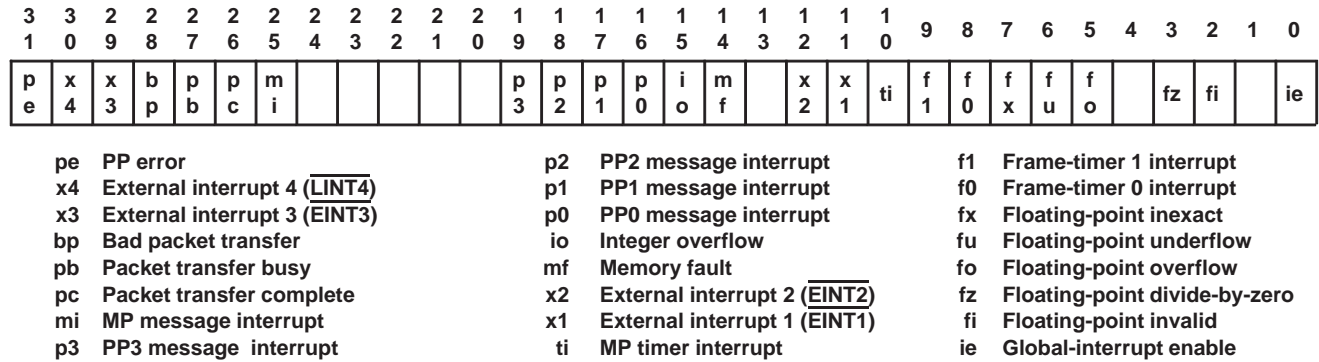 3 3 2 2 2 2 2 2 2 2 2 2 1 1 1 1 1 1 1 1 1 1 9 8 7 6 5 4 3 2 1 0
1 0 9 8 7 6 5 4 3 2 1 0 9 8 7 6 5 4 3 2 1 0
p x x b p p m p p p p i m x x ti f f f f f fz fi ie
e 4 3 p b c i 3 2 1 0 o f 2 1 1 0 x u o
pe PP error p2 PP2 message interrupt f1 Frame-timer 1 interrupt
x4 External interrupt 4 (LINT4) p1 PP1 message interrupt f0 Frame-timer 0 interrupt
x3 External interrupt 3 (EINT3) p0 PP0 message interrupt fx Floating-point inexact
bp Bad packet transfer io Integer overflow fu Floating-point underflow
pb Packet transfer busy mf Memory fault fo Floating-point overflow
pc Packet transfer complete x2 External interrupt 2 (EINT2) fz Floating-point divide-by-zero
mi MP message interrupt x1 External interrupt 1 (EINT1) fi Floating-point invalid
p3 PP3 message interrupt ti MP timer interrupt ie Global-interrupt enable